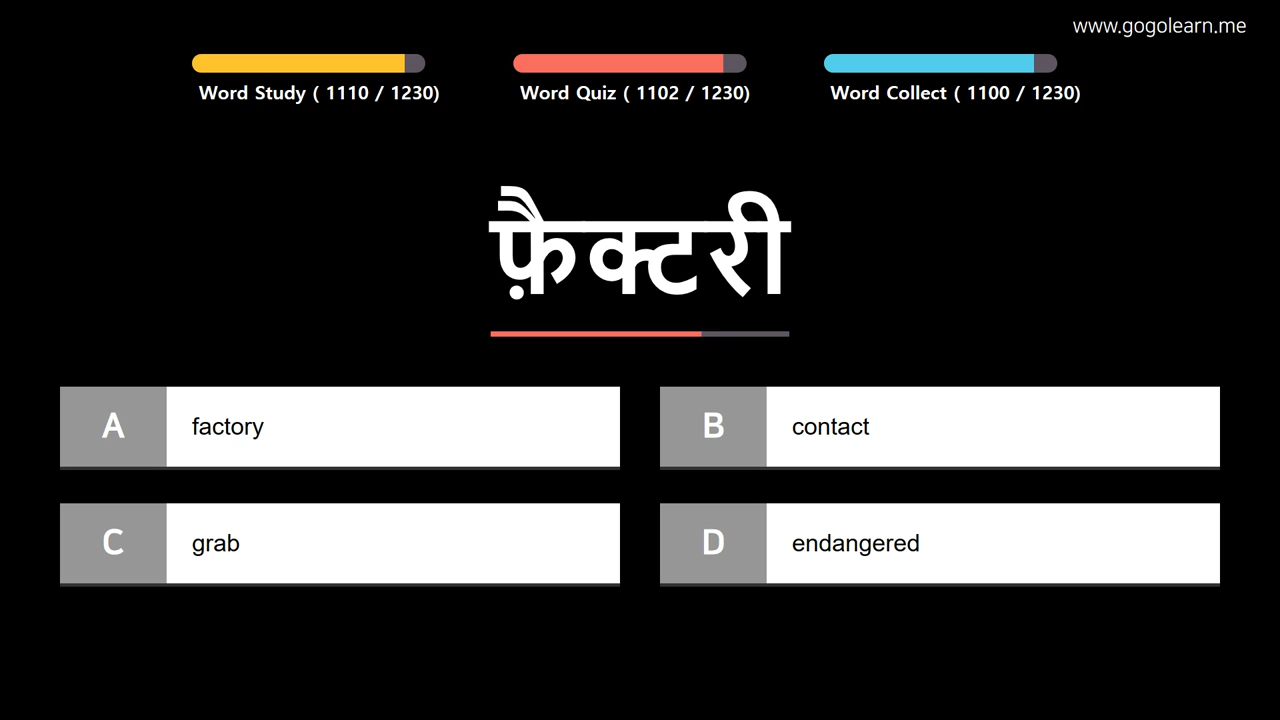 www.gogolearn.me
Word Study ( 1110 / 1230)
Word Quiz ( 1102 / 1230)
Word Collect ( 1100 / 1230)
फ़ैक्टरी
A factory
B contact
C grab
D endangered